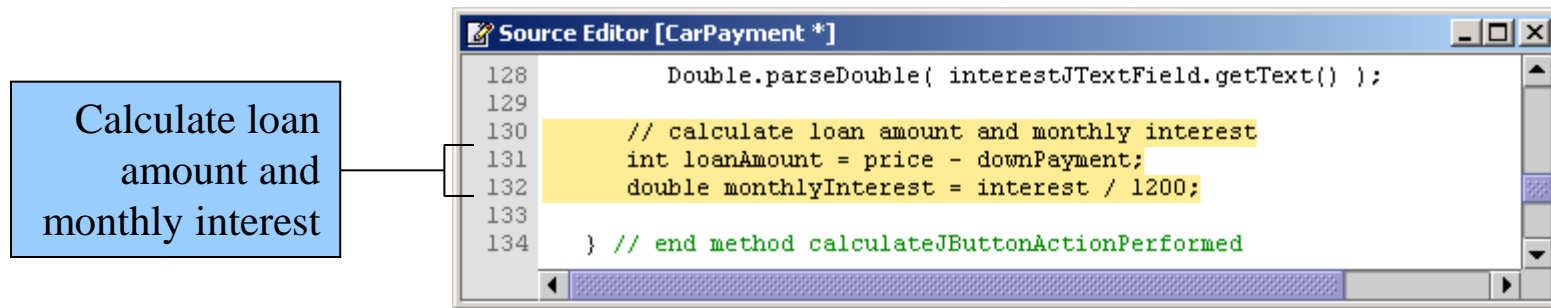 Calculate loan
amount and
monthly interest
Source Editor [CarPayment *]
128 Double.parseDouble( interestJTextField.getText() );
129
130 // calculate loan amount and monthly interest
131 int loanAmount = price - downPayment;
132 double monthlyInterest = interest / 1200;
133
134 } // end method calculateJButtonActionPerformed